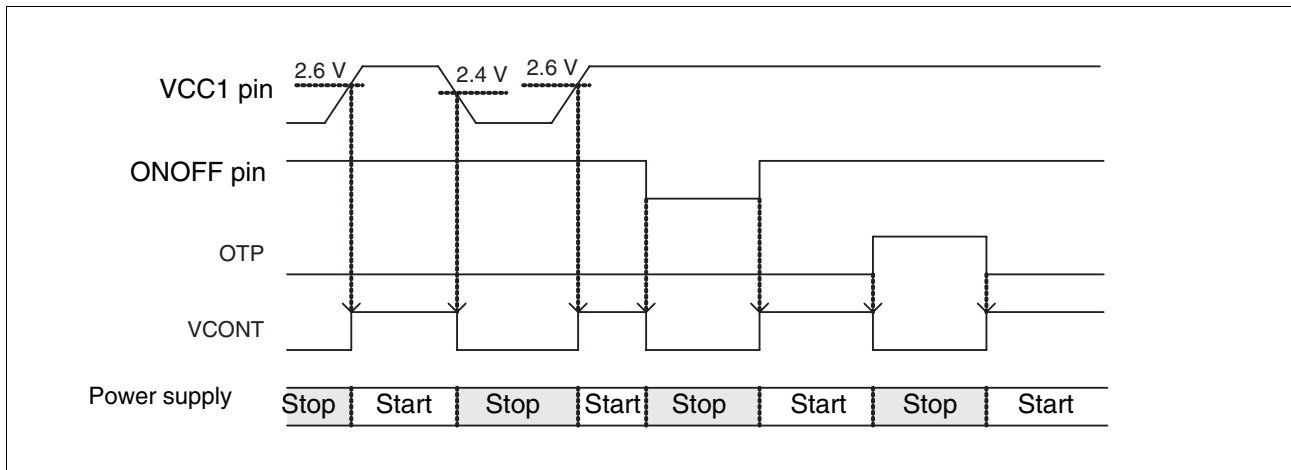 2.6 V 2.4 V 2.6 V
VCC1 pin
ONOFF pin
OTP
VCONT
Power supply Stop Start Stop Start Stop Start Stop Start